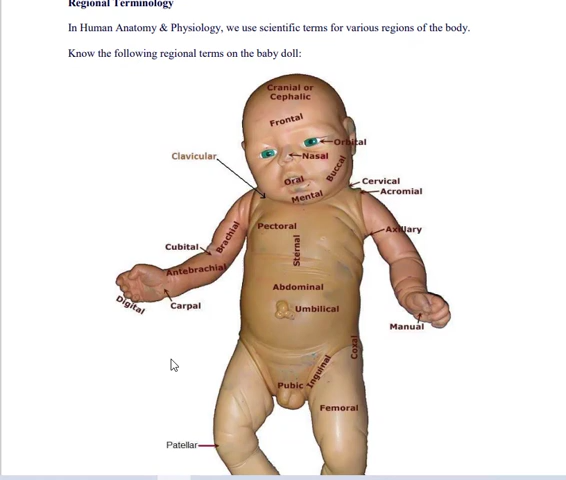 Regional Terminology
In Human Anatomy & Physiology, we use scientific terms for various regions of the body.
Know the following regional terms on the baby doll:
Cranial or
Cephalic
Frontal
Orbital
Clavicular
Nasal
Buccal
Oral
Cervical
Mental
Acromial
Pectoral
Axillary
Brachial
Sternal
Cubital
Antebrachial
Abdominal
Digital
Carpal
Umbilical
Manual
Coxal
Inguinal
Pubic
Femoral
Patellar